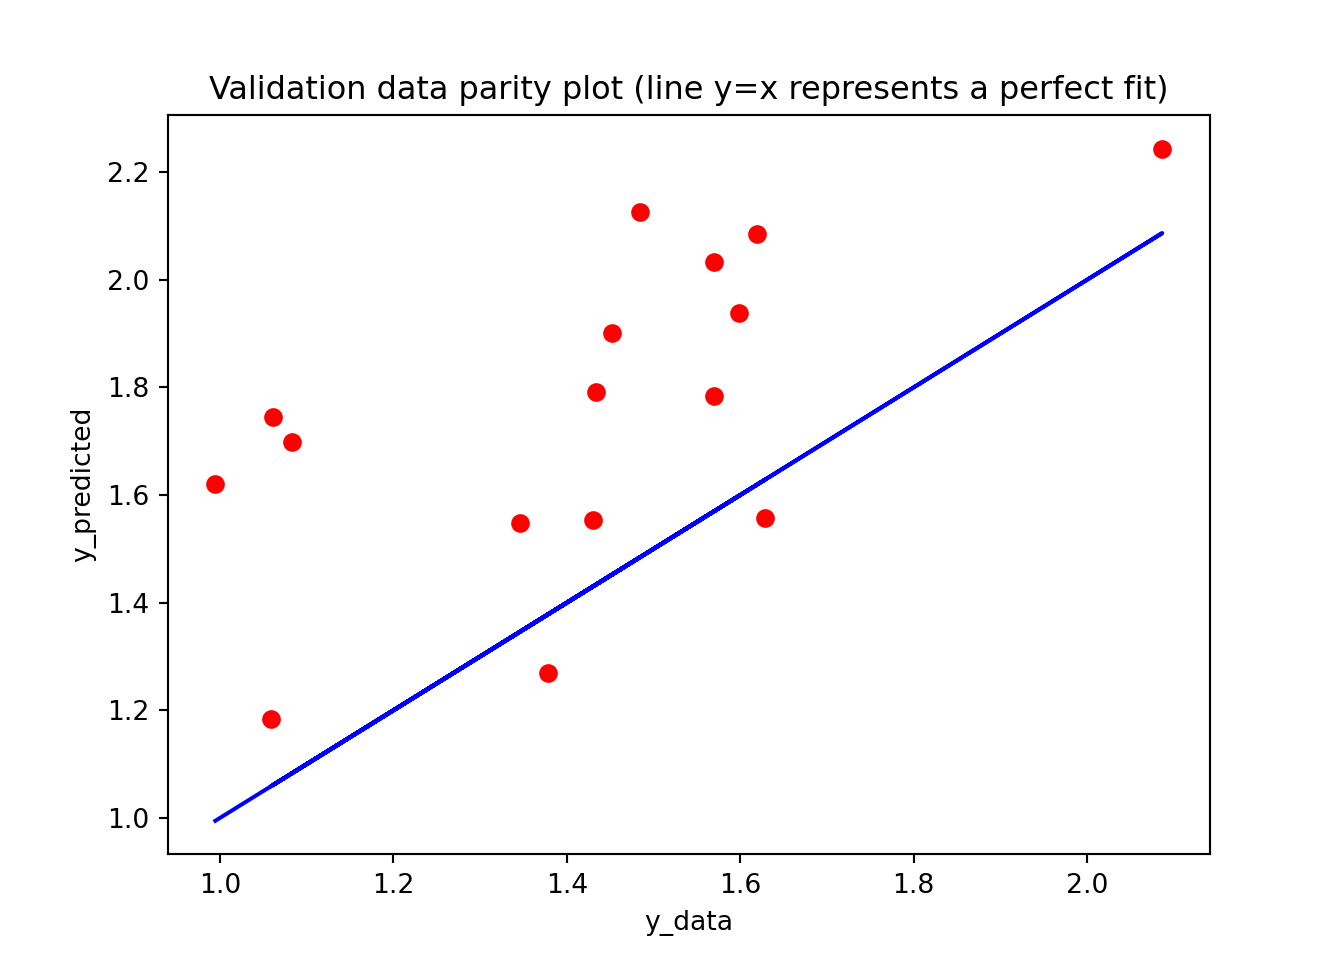 Validation data parity plot (line y=x represents a perfect fit)
2.2
2.0
1.8
1.6
1.4
1.2
1.0
y_predicted
1.0 1.2 1.4 1.6 1.8 2.0
y_data